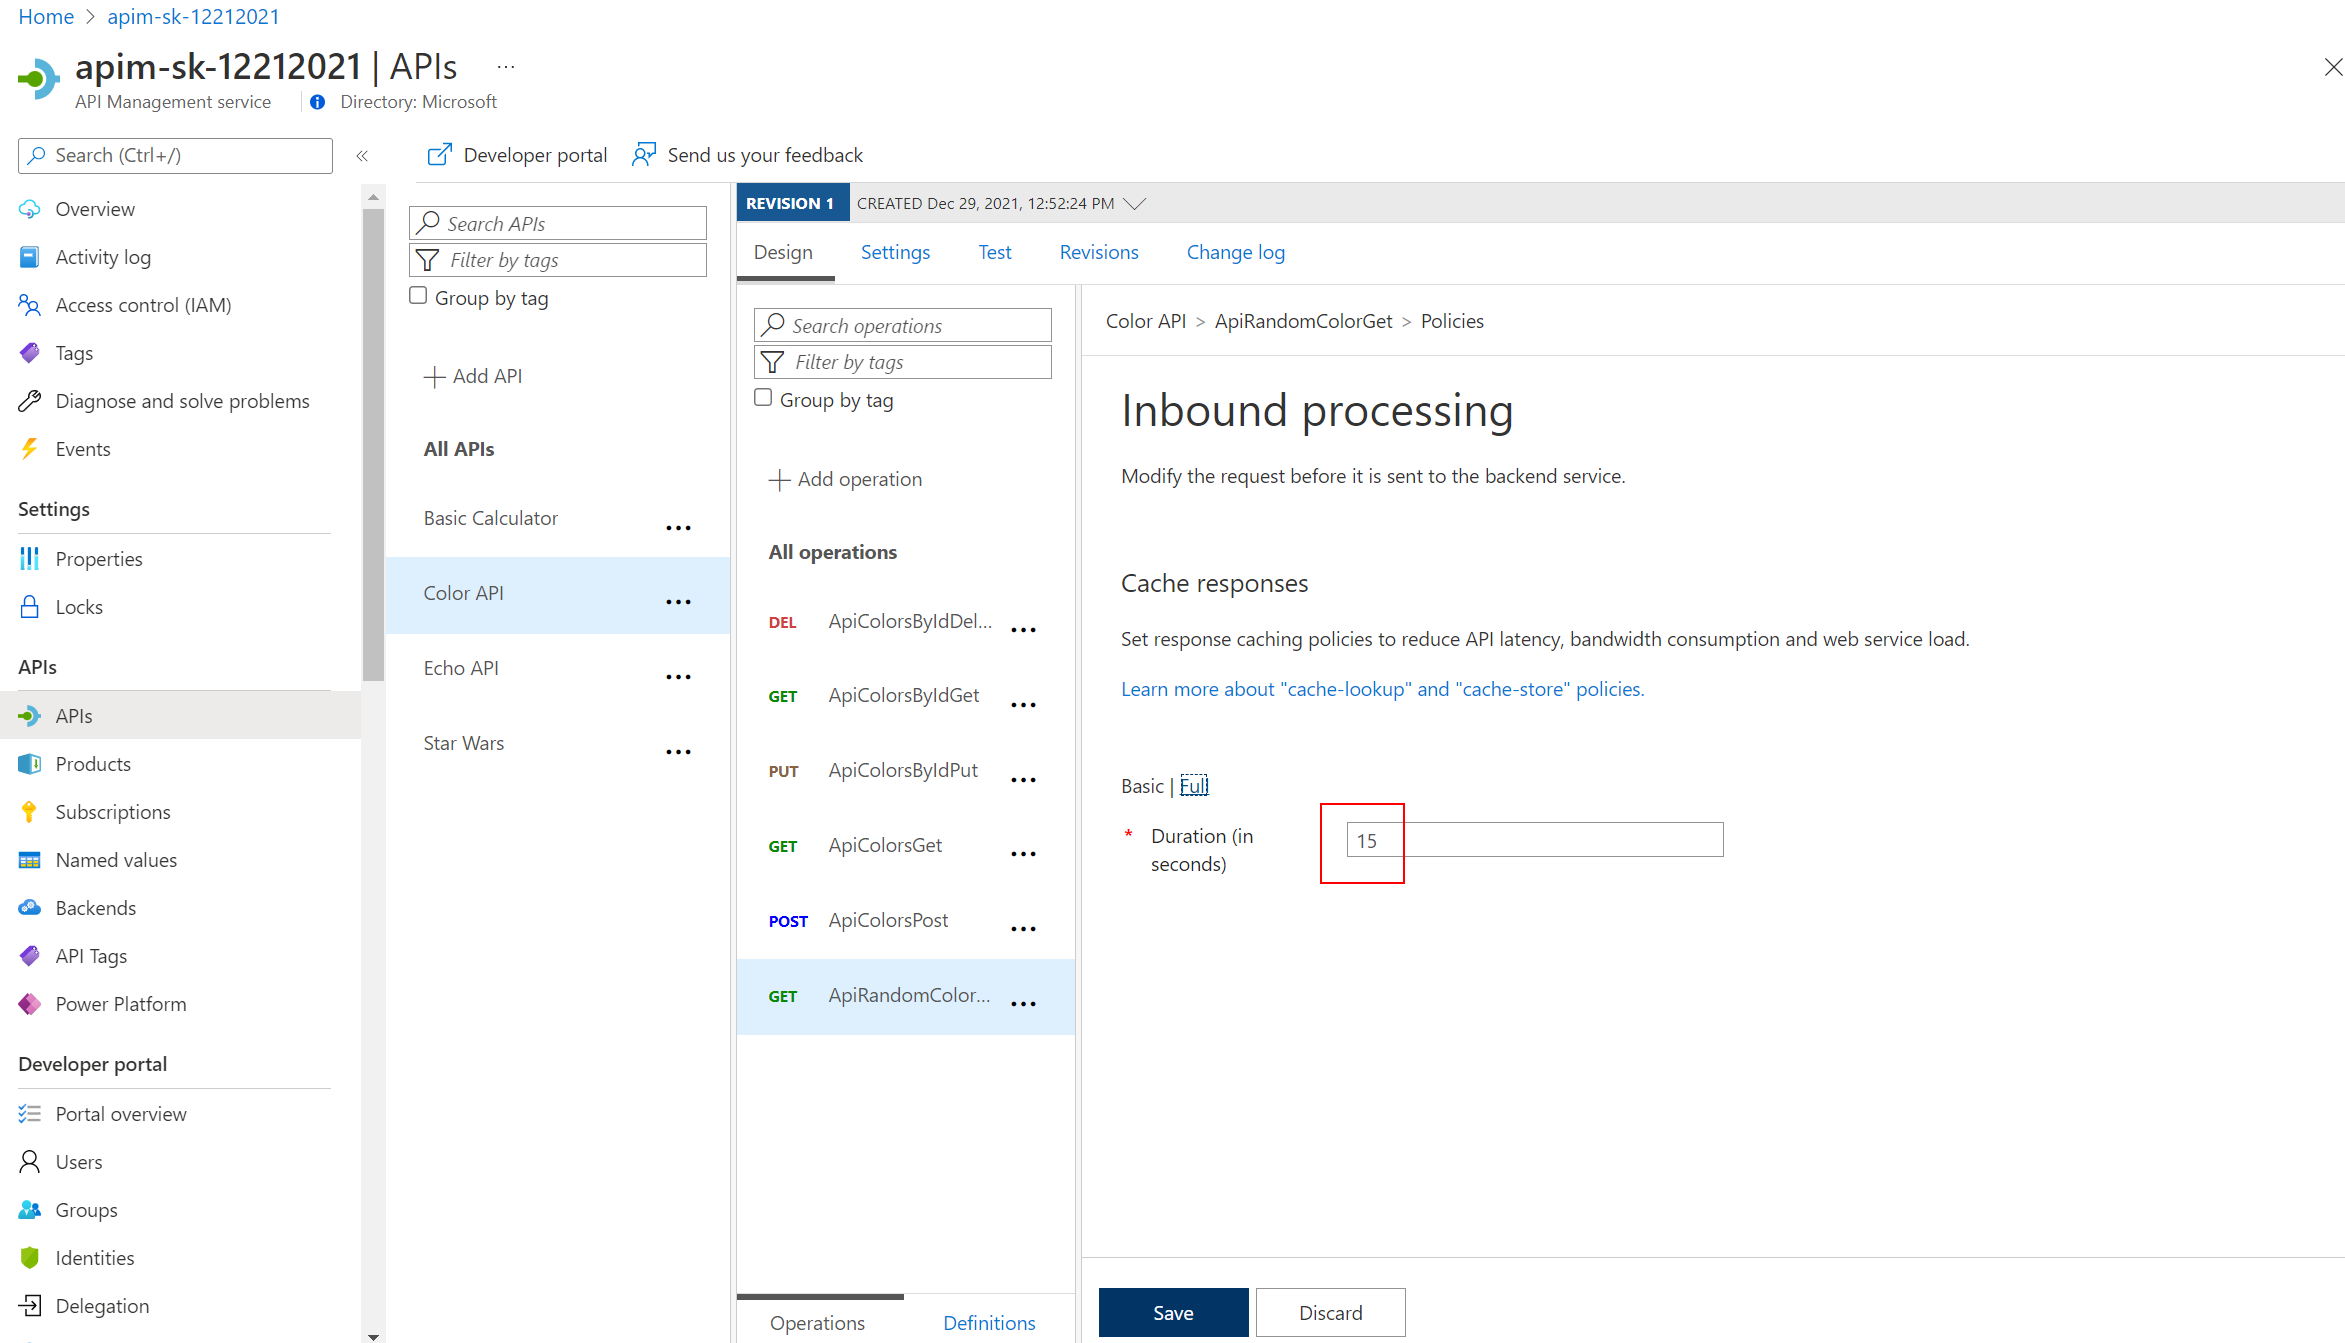 Home > apim-sk-12212021
apim-sk-12212021 | APIs ...
API Management service
Directory: Microsoft
Search (Ctrl+/)
«
Overview
Activity log
Access control (IAM)
Tags
Diagnose and solve problems
Events
Settings
Properties
Locks
APIs
APIs
Products
Subscriptions
Named values
Backends
API Tags
Power Platform
Developer portal
Portal overview
Users
Groups
Identities
Delegation
Developer portal
Send us your feedback
Search APIs
Filter by tags
Group by tag
Add API
All APIs
Basic Calculator ...
Color API ...
Echo API ...
Star Wars ...
REVISION 1 CREATED Dec 29, 2021, 12:52:24 PM
Design Settings Test Revisions Change log
Search operations
Filter by tags
Group by tag
Add operation
All operations
DEL ApiColorsByIdDel... ...
GET ApiColorsByIdGet ...
PUT ApiColorsByIdPut ...
GET ApiColorsGet ...
POST ApiColorsPost ...
GET ApiRandomColor... ...
Operations Definitions
Color API > ApiRandomColorGet > Policies
Inbound processing
Modify the request before it is sent to the backend service.
Cache responses
Set response caching policies to reduce API latency, bandwidth consumption and web service load.
Learn more about "cache-lookup" and "cache-store" policies.
Basic | Full
* Duration (in
seconds)
15
Save Discard